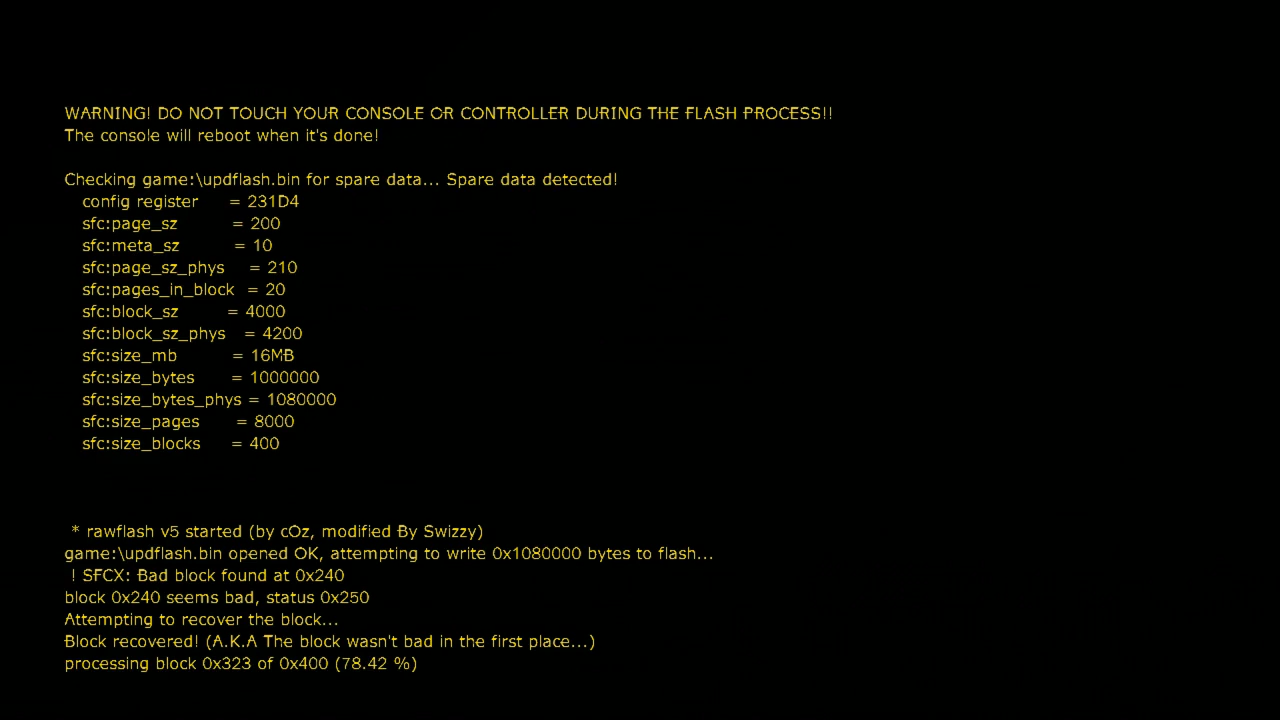 WARNING! DO NOT TOUCH YOUR CONSOLE OR CONTROLLER DURING THE FLASH PROCESS!!
The console will reboot when it's done!
Checking game:\updflash.bin for spare data... Spare data detected!
config register = 231D4
sfc:page_sz = 200
sfc:meta_sz = 10
sfc:page_sz_phys = 210
sfc:pages_in_block = 20
sfc:block_sz = 4000
sfc:block_sz_phys = 4200
sfc:size_mb = 16MB
sfc:size_bytes = 1000000
sfc:size_bytes_phys = 1080000
sfc:size_pages = 8000
sfc:size_blocks = 400
* rawflash v5 started (by cOz, modified By Swizzy)
game:\updflash.bin opened OK, attempting to write 0x1080000 bytes to flash...
! SFCX: Bad block found at 0x240
block 0x240 seems bad, status 0x250
Attempting to recover the block...
Block recovered! (A.K.A The block wasn't bad in the first place...)
processing block 0x323 of 0x400 (78.42 %)